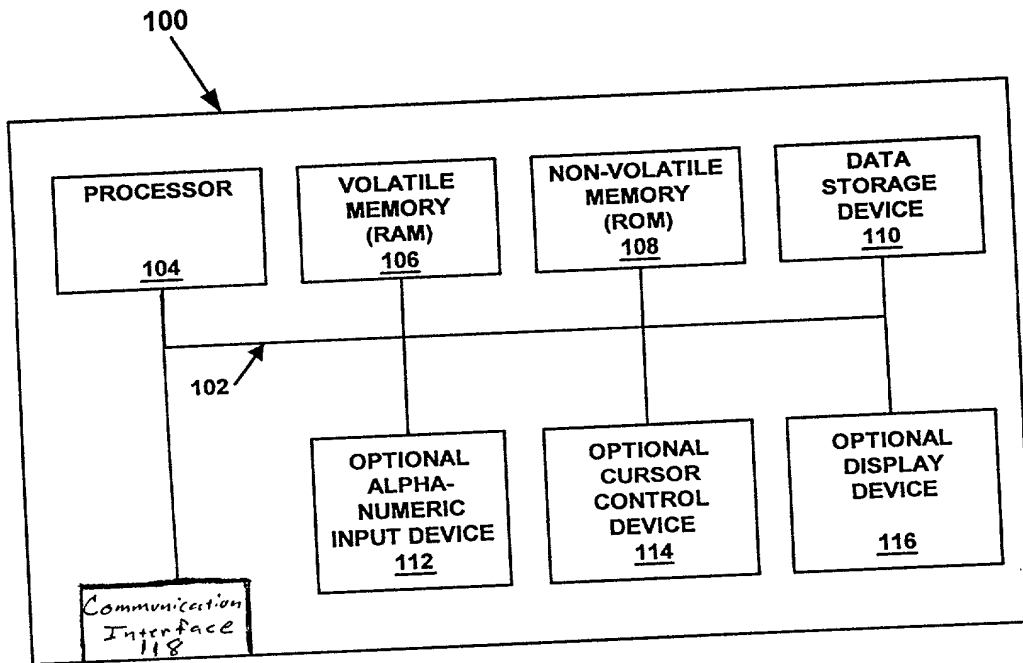 100
PROCESSOR
104
VOLATILE
MEMORY
(RAM)
106
NON-VOLATILE
MEMORY
(ROM)
108
DATA
STORAGE
DEVICE
110
102
OPTIONAL
ALPHA-
NUMERIC
INPUT DEVICE
112
OPTIONAL
CURSOR
CONTROL
DEVICE
114
OPTIONAL
DISPLAY
DEVICE
116
Communication
Interface
118